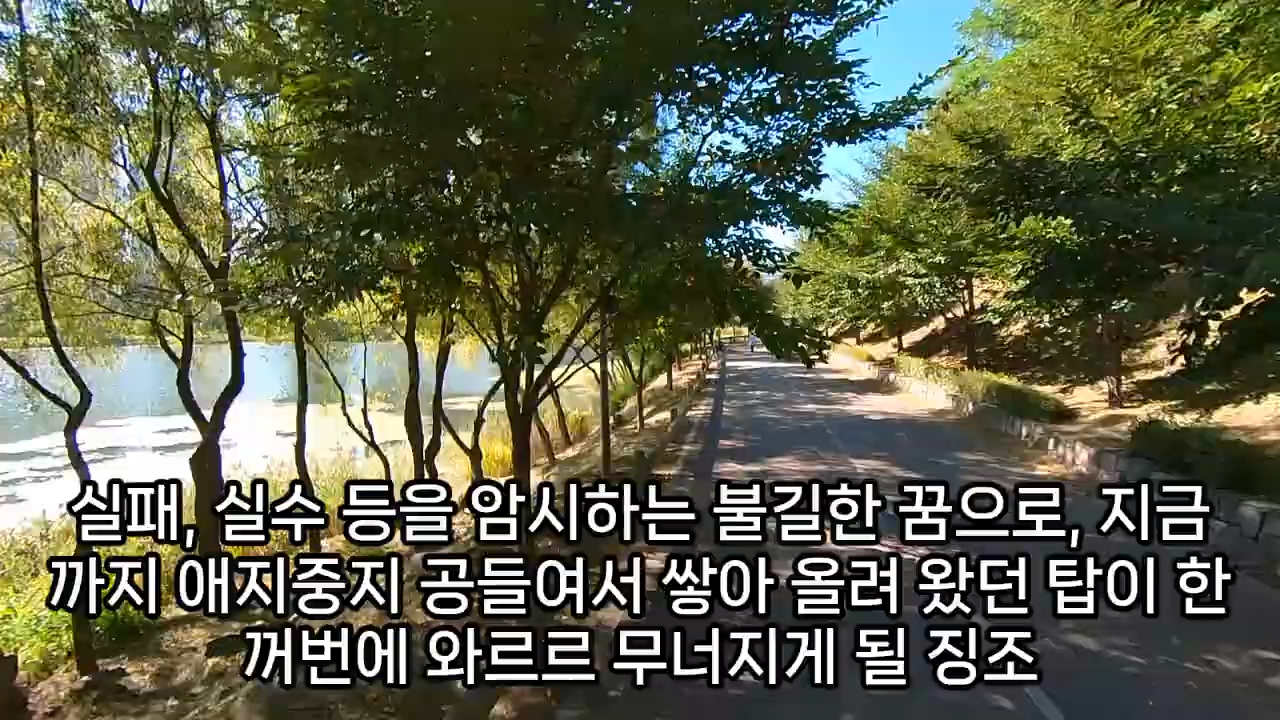 실패, 실수 등을 암시하는 불길한 꿈으로, 지금
까지 애지중지 공들여서 쌓아 올려 왔던 탑이 한
꺼번에 와르르 무너지게 될 징조